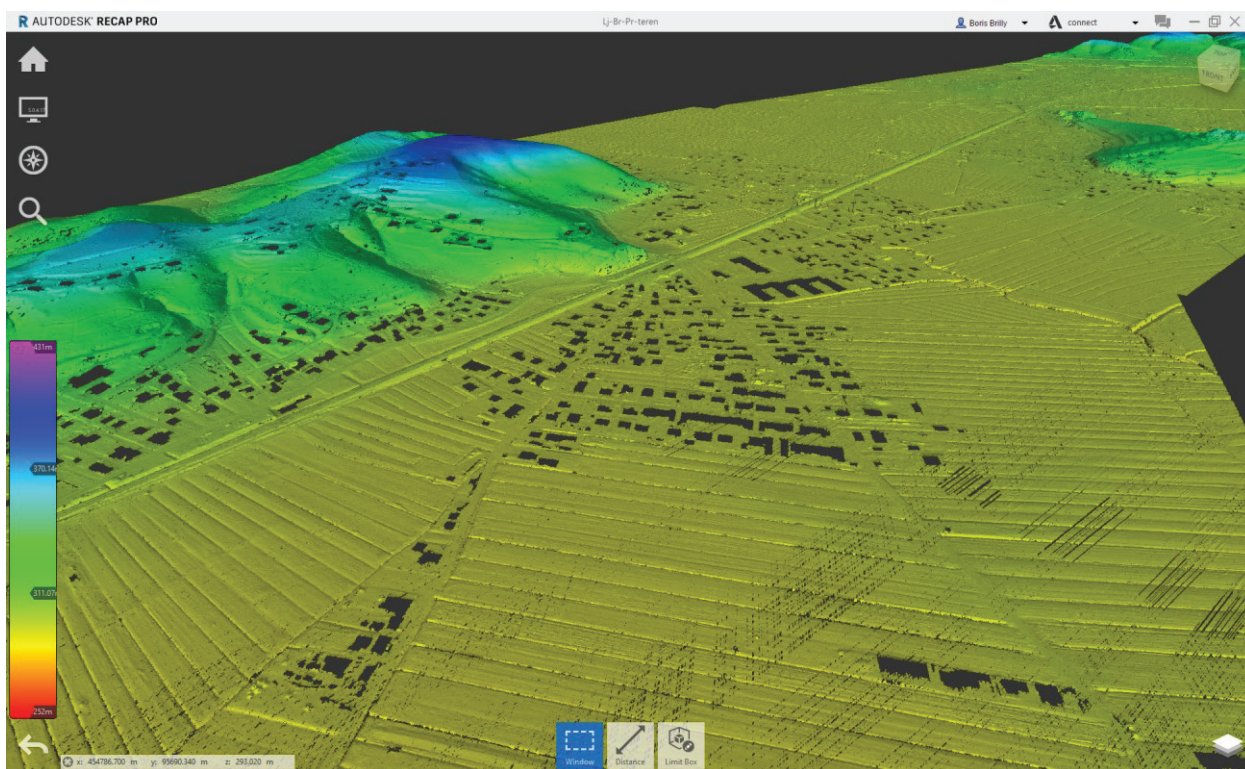 R AUTODESK® RECAP PRO
Lj-Br-Pr-teren
Boris Brilly
connect
FRONT
431m
370.14
311.07
252m
Window
Distance
Limit Box
x: 454786.700 m y: 95690.340 m z: 293.020 m